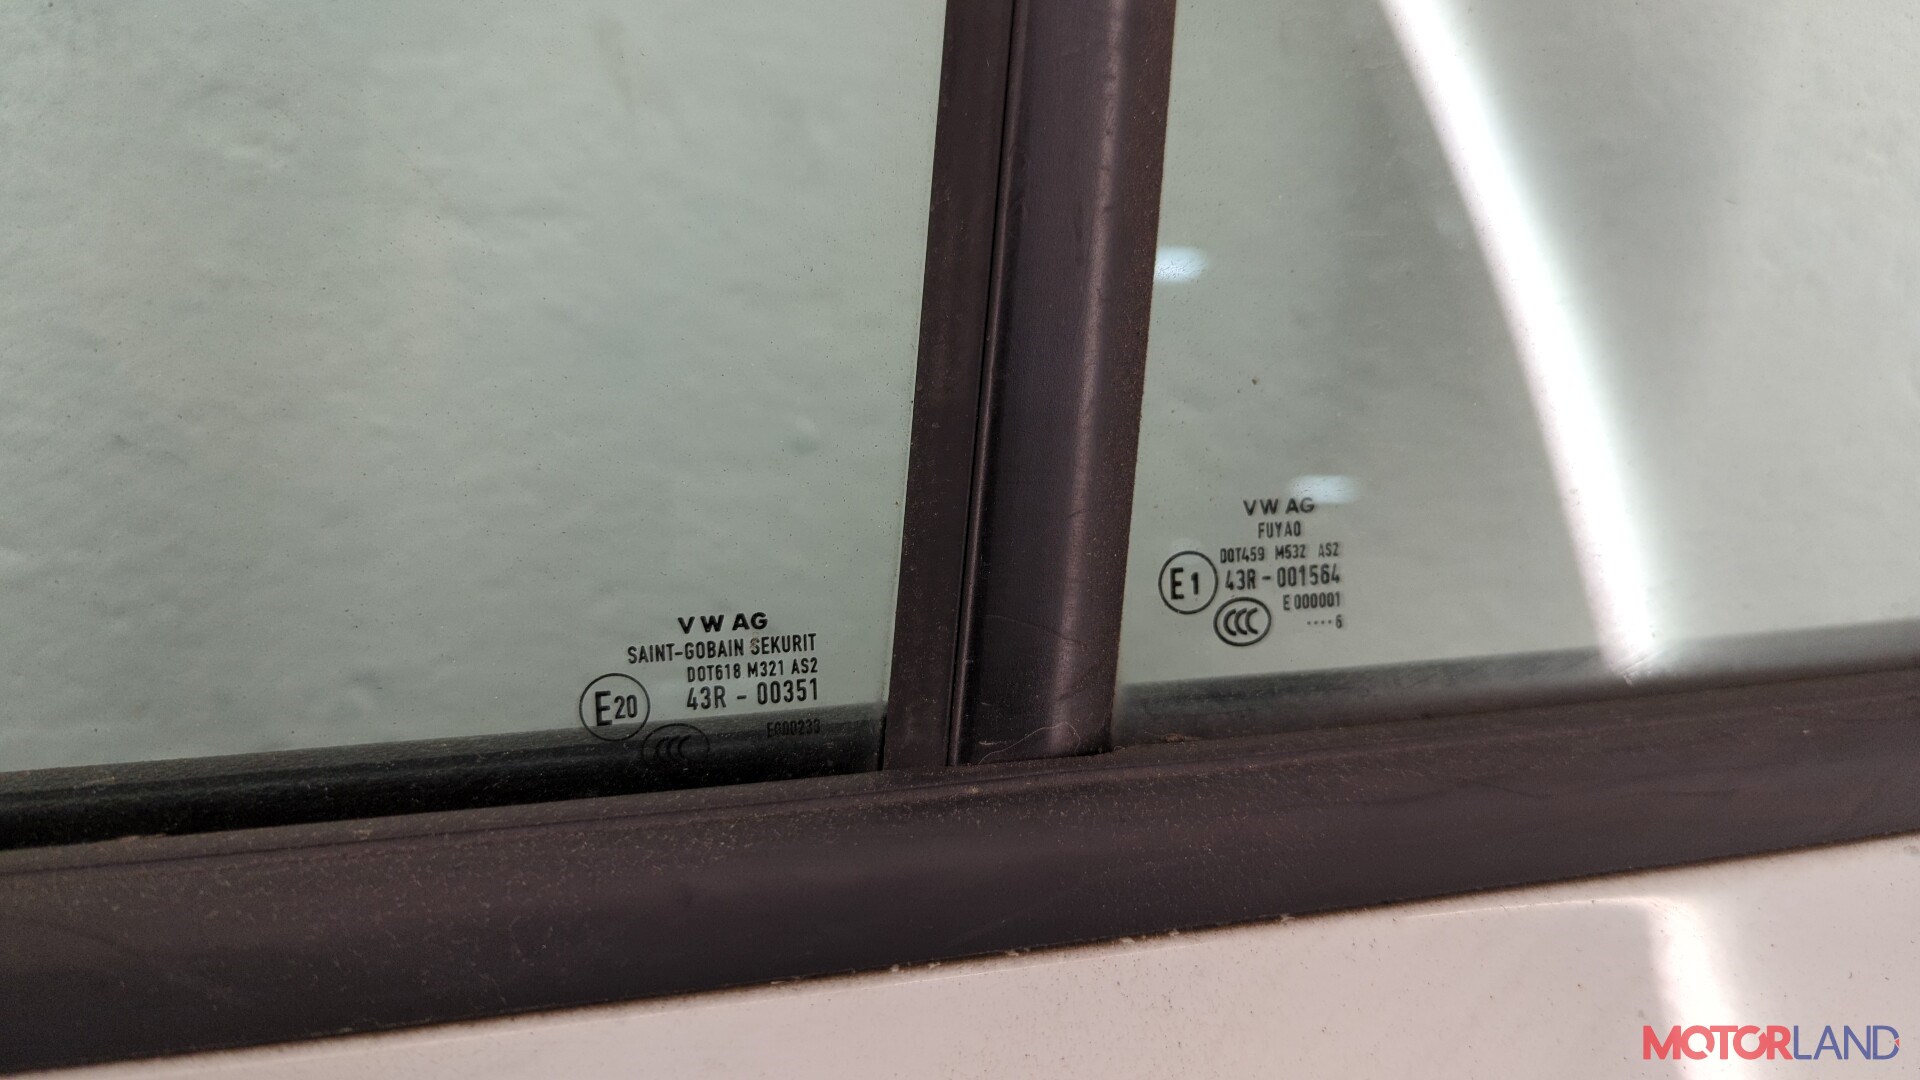 VW AG
SAINT-GOBAIN SEKURIT
DOT618 M321 AS2
E20 43R - 00351
CCC E000233
VW AG
FUYAO
DOT459 M532 AS2
E1 43R - 001564
E 000001
CCC ....6
MOTORLAND